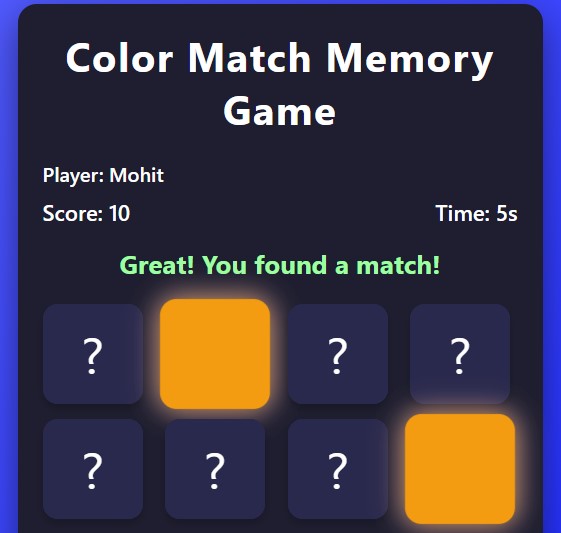 Color Match Memory
Game
Player: Mohit
Score: 10 Time: 5s
Great! You found a match!
? ? ?
? ? ?